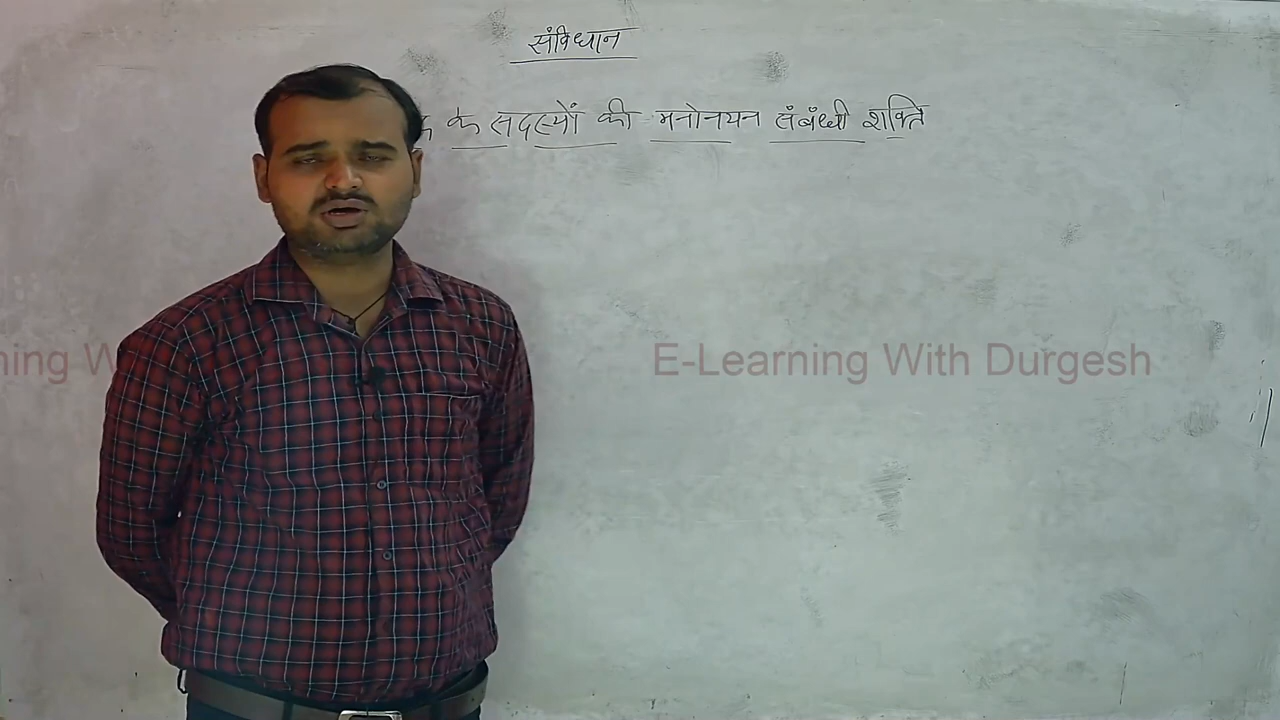 संविधान
के सदस्यों की मनोनयन संबंधी शक्ति
ning W
E-Learning With Durgesh